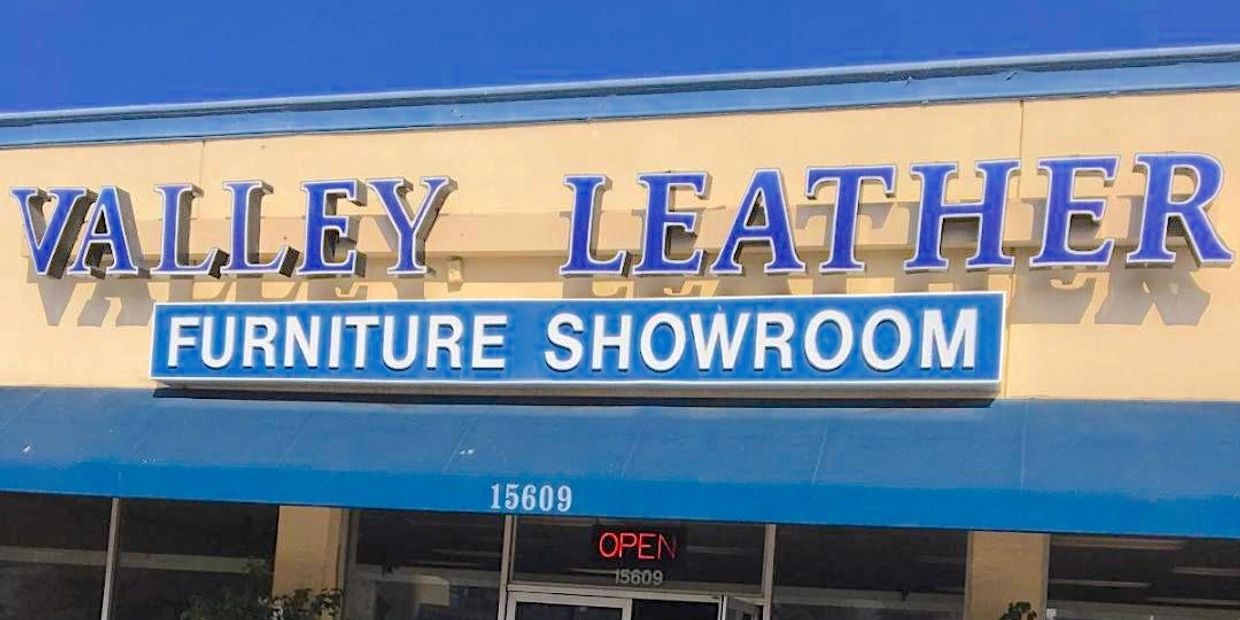 VALLEY LEATHER
FURNITURE SHOWROOM
15609
OPEN
15609